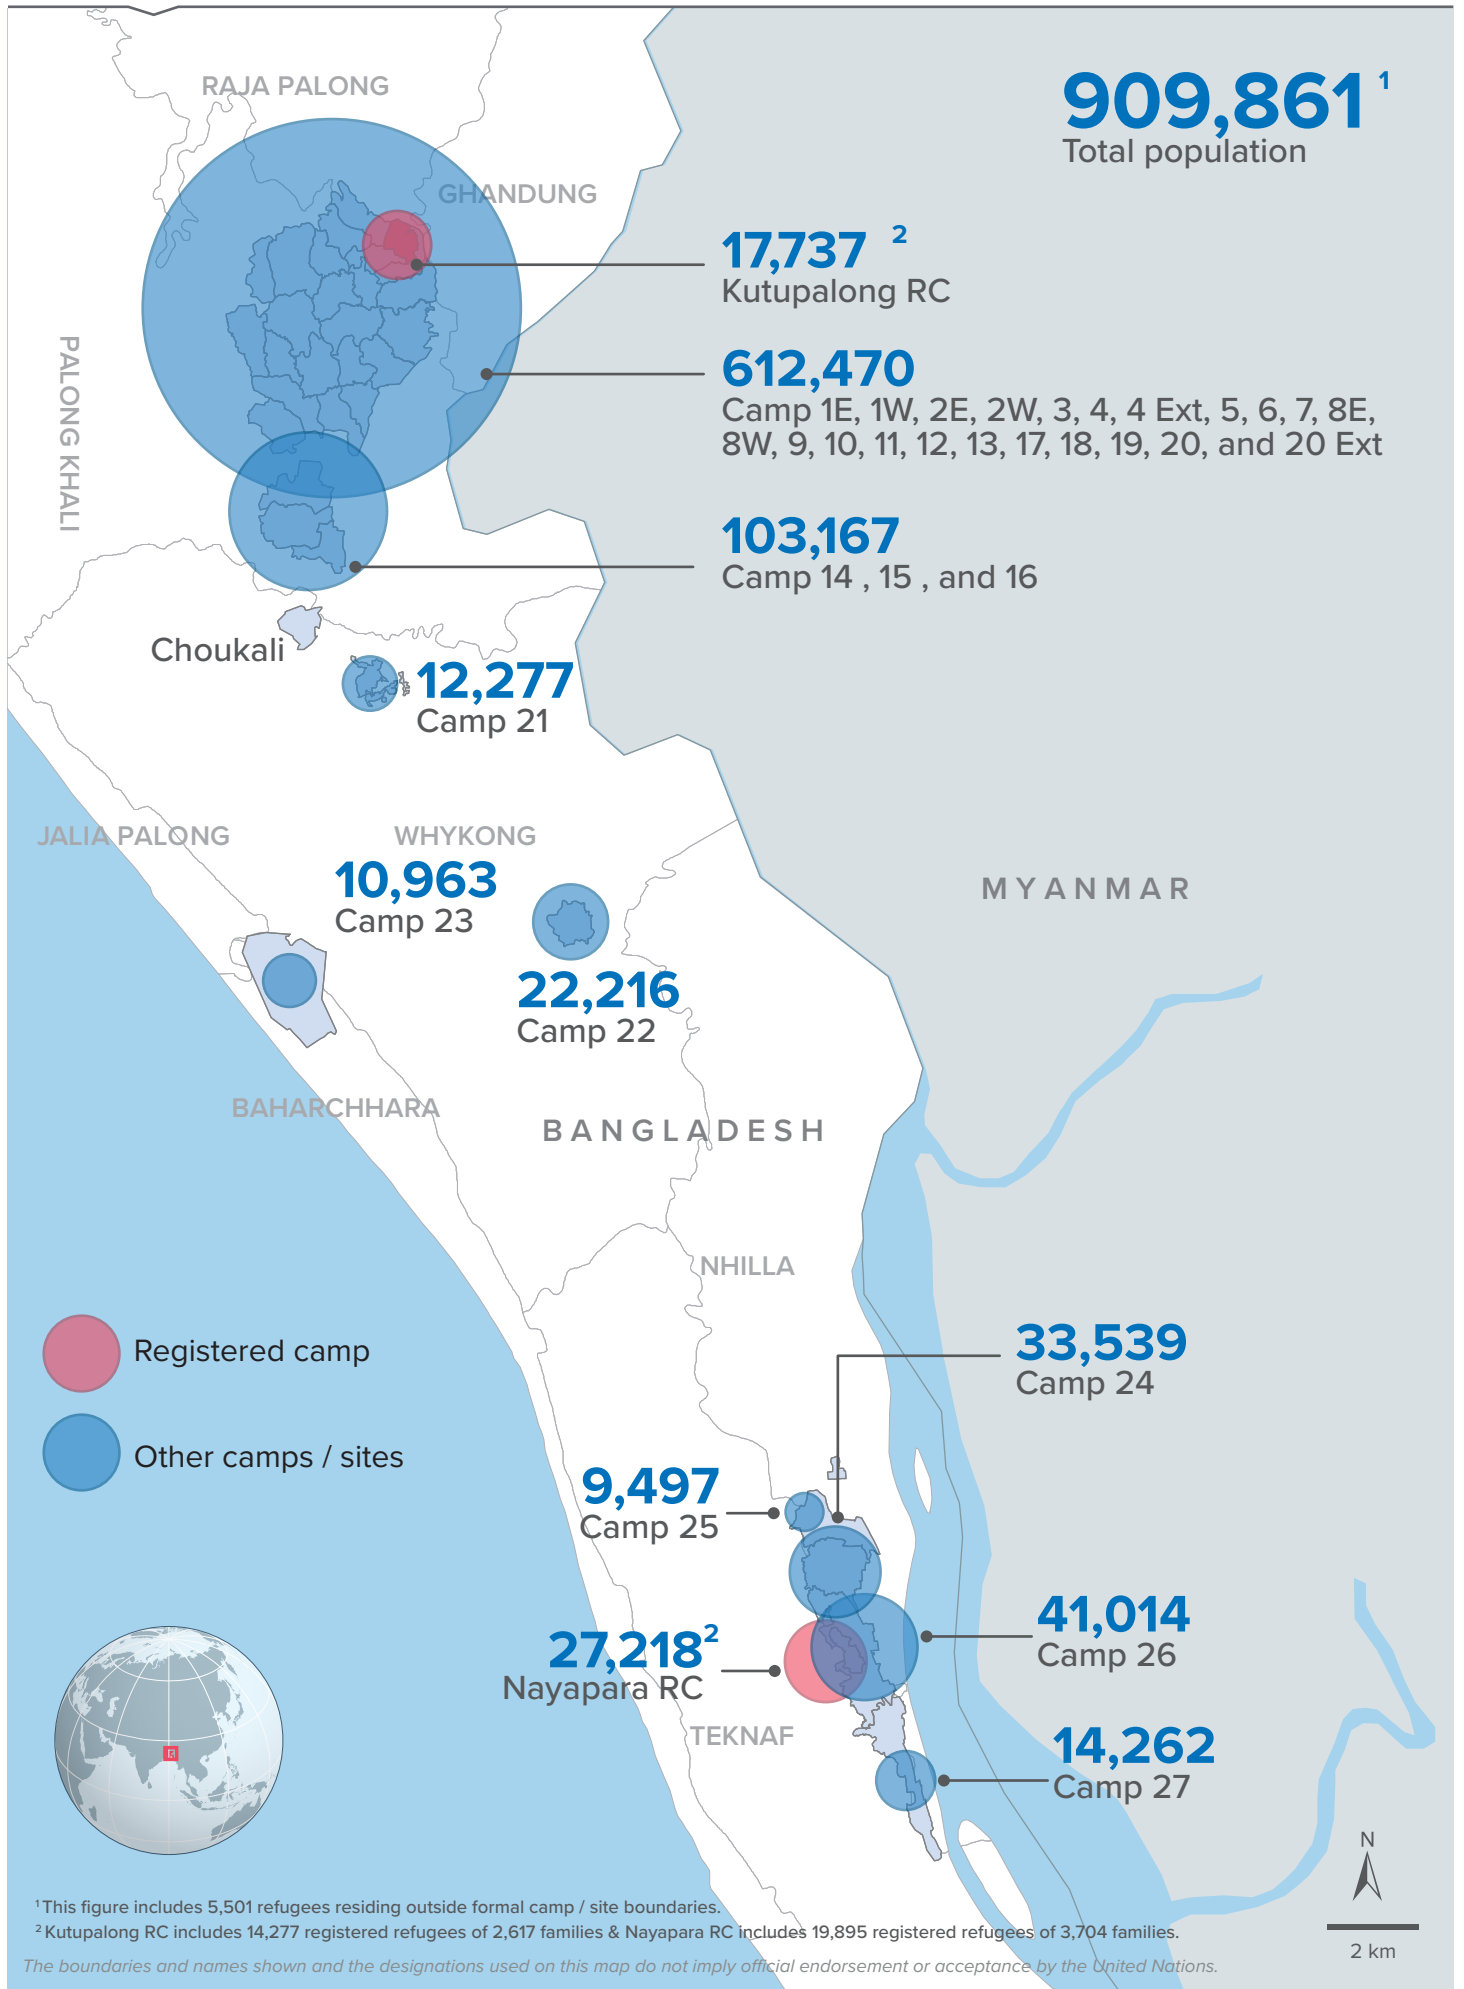 RAJA PALONG
909,861 1
Total population
GHANDUNG
17,737 2
Kutupalong RC
PALONG KHALI
612,470
Camp 1E, 1W, 2E, 2W, 3, 4, 4 Ext, 5, 6, 7, 8E,
8W, 9, 10, 11, 12, 13, 17, 18, 19, 20, and 20 Ext
103,167
Camp 14 , 15 , and 16
Choukali
12,277
Camp 21
JALIA PALONG
WHYKONG
10,963
Camp 23
MYANMAR
22,216
Camp 22
BAHARCHHARA
BANGLADESH
NHILLA
33,539
Camp 24
Registered camp
Other camps / sites
9,497
Camp 25
41,014
Camp 26
27,218 2
Nayapara RC
TEKNAF
14,262
Camp 27
N
2 km
1 This figure includes 5,501 refugees residing outside formal camp / site boundaries.
2 Kutupalong RC includes 14,277 registered refugees of 2,617 families & Nayapara RC includes 19,895 registered refugees of 3,704 families.
The boundaries and names shown and the designations used on this map do not imply official endorsement or acceptance by the United Nations.